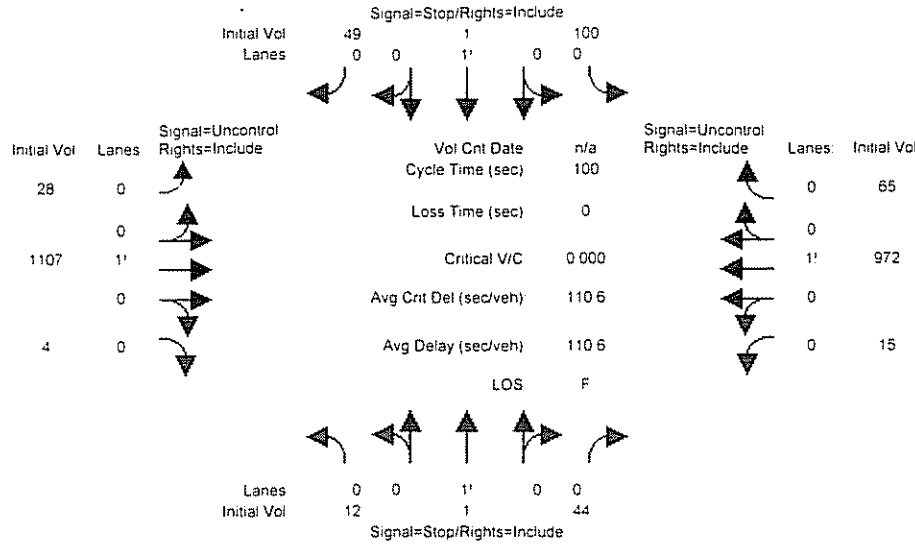 Signal=Stop/Rights=Include
Initial Vol 49 1 100
Lanes 0 0 1! 0 0
Signal=Uncontrol
Initial Vol Lanes Rights=Include
Vol Cnt Date n/a
Signal=Uncontrol
Rights=Include Lanes: Initial Vol
Cycle Time (sec) 100
28 0
0 65
Loss Time (sec) 0
0
0
1107 1!
Critical V/C 0 000
1! 972
0
Avg Crit Del (sec/veh) 110 6
0
4 0
Avg Delay (sec/veh) 110 6
0 15
LOS F
Lanes 0 0 1! 0 0
Initial Vol 12 1 44
Signal=Stop/Rights=Include